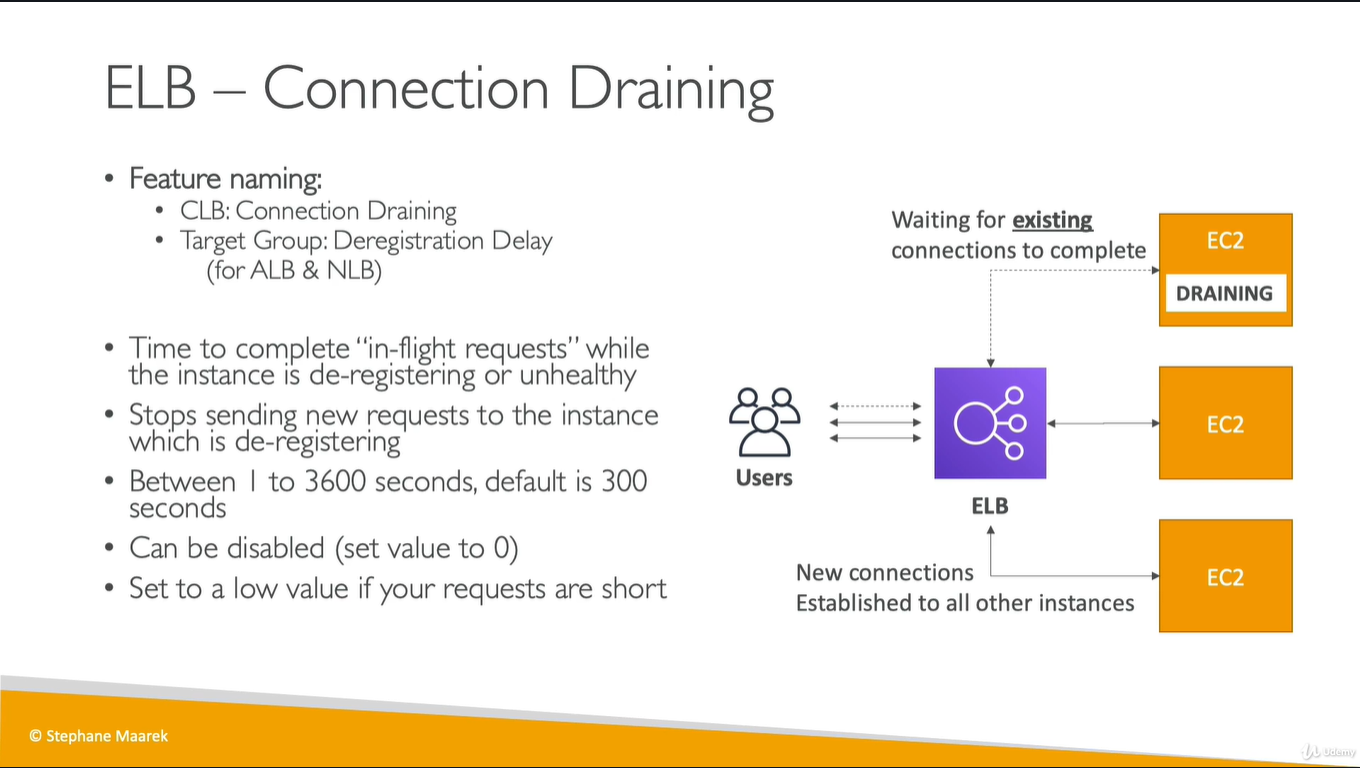 ELB – Connection Draining
• Feature naming:
• CLB: Connection Draining
• Target Group: Deregistration Delay
(for ALB & NLB)
• Time to complete “in-flight requests” while
the instance is de-registering or unhealthy
• Stops sending new requests to the instance
which is de-registering
• Between 1 to 3600 seconds, default is 300
seconds
• Can be disabled (set value to 0)
• Set to a low value if your requests are short
Waiting for existing
connections to complete
EC2
DRAINING
Users
ELB
EC2
New connections
Established to all other instances
EC2
© Stephane Maarek
Udemy